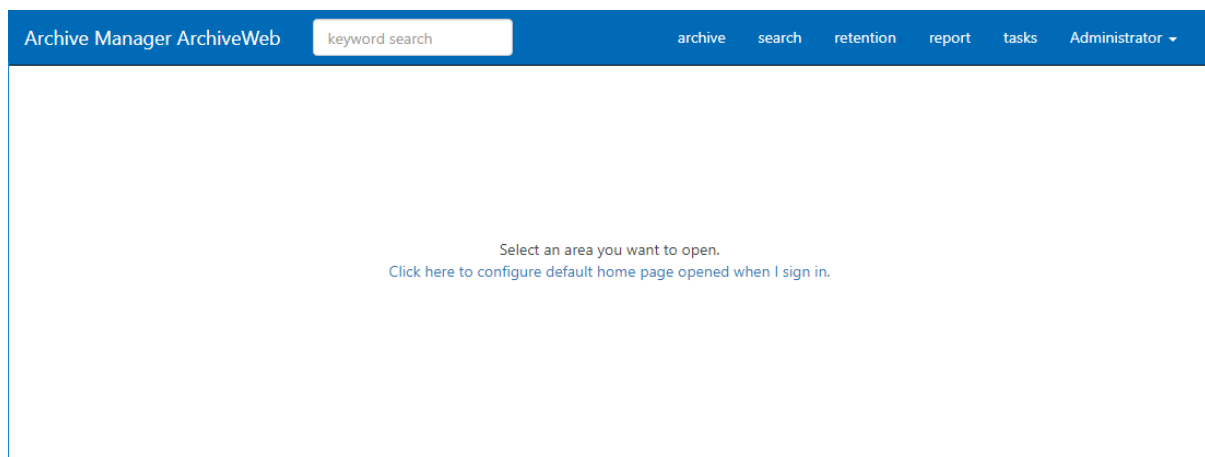 Archive Manager ArchiveWeb keyword search archive search retention report tasks Administrator
Select an area you want to open.
Click here to configure default home page opened when I sign in.